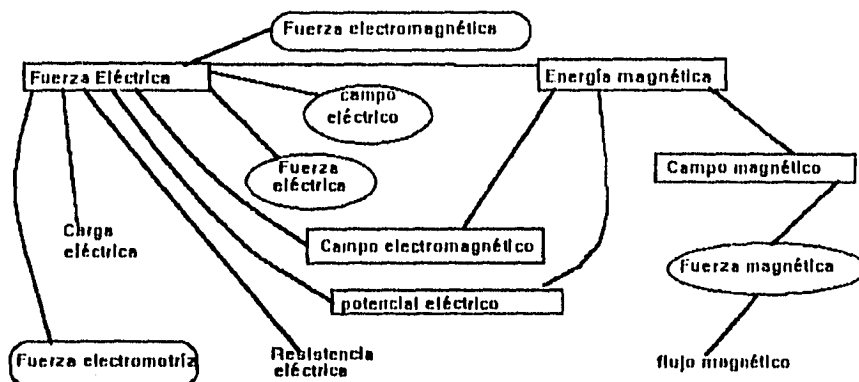 Fuerza electromagnética
Fuerza Eléctrica
Energía magnética
campo
eléctrico
Fuerza
eléctrica
Campo magnético
Carga
eléctrica
Campo electromagnético
Fuerza magnética
potencial eléctrico
Fuerza electromotríz
Resistencia
eléctrica
flujo magnético